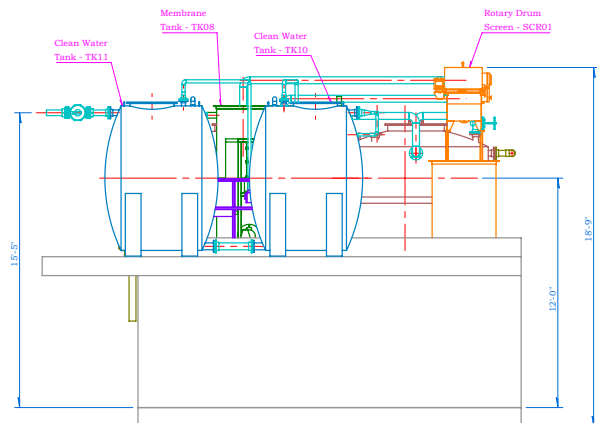 Membrane
Tank - TK08
Rotary Drum
Screen - SCR01
Clean Water
Tank - TK10
Clean Water
Tank - TK11
15'-5"
12'-0"
18'-9"